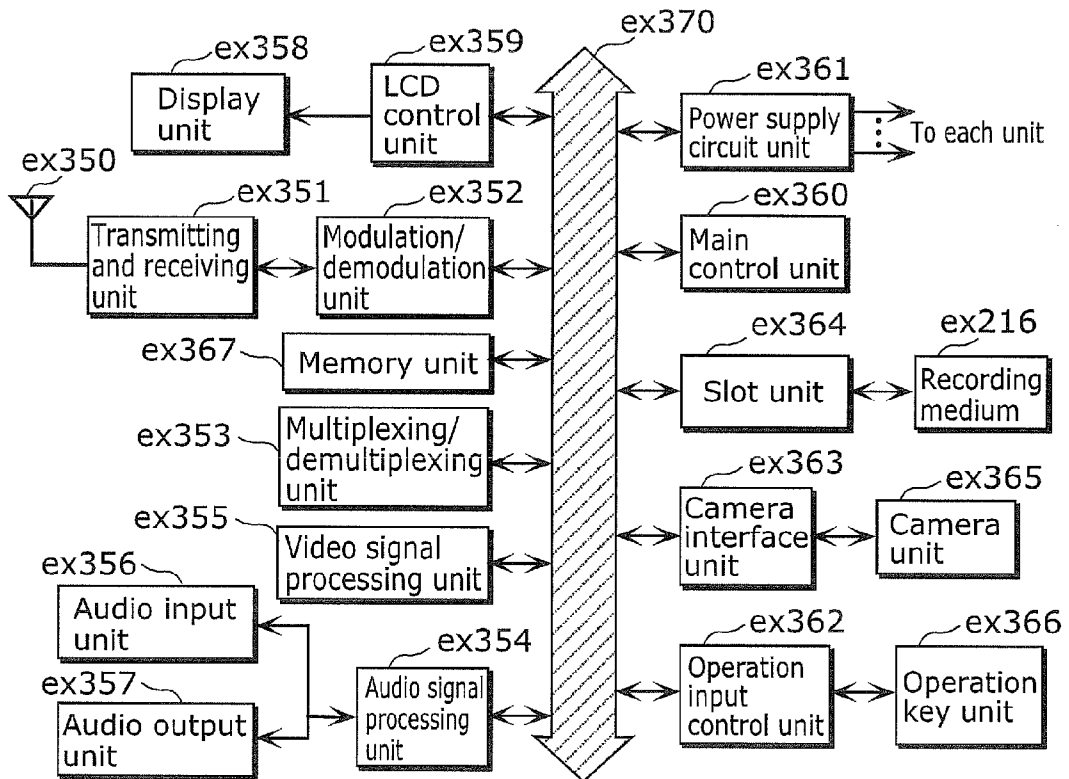 ex370
ex358
ex359
ex361
Display
unit
LCD
control
unit
Power supply
circuit unit
To each unit
ex350
ex351
ex352
ex360
Transmitting
and receiving
unit
Modulation/
demodulation
unit
Main
control unit
ex367
Memory unit
ex364
ex216
Slot unit
Recording
medium
ex353
Multiplexing/
demultiplexing
unit
ex363
ex365
Camera
interface
unit
Camera
unit
ex355
Video signal
processing unit
ex356
Audio input
unit
ex354
ex362
ex366
ex357
Audio output
unit
Audio signal
processing
unit
Operation
input
control unit
Operation
key unit